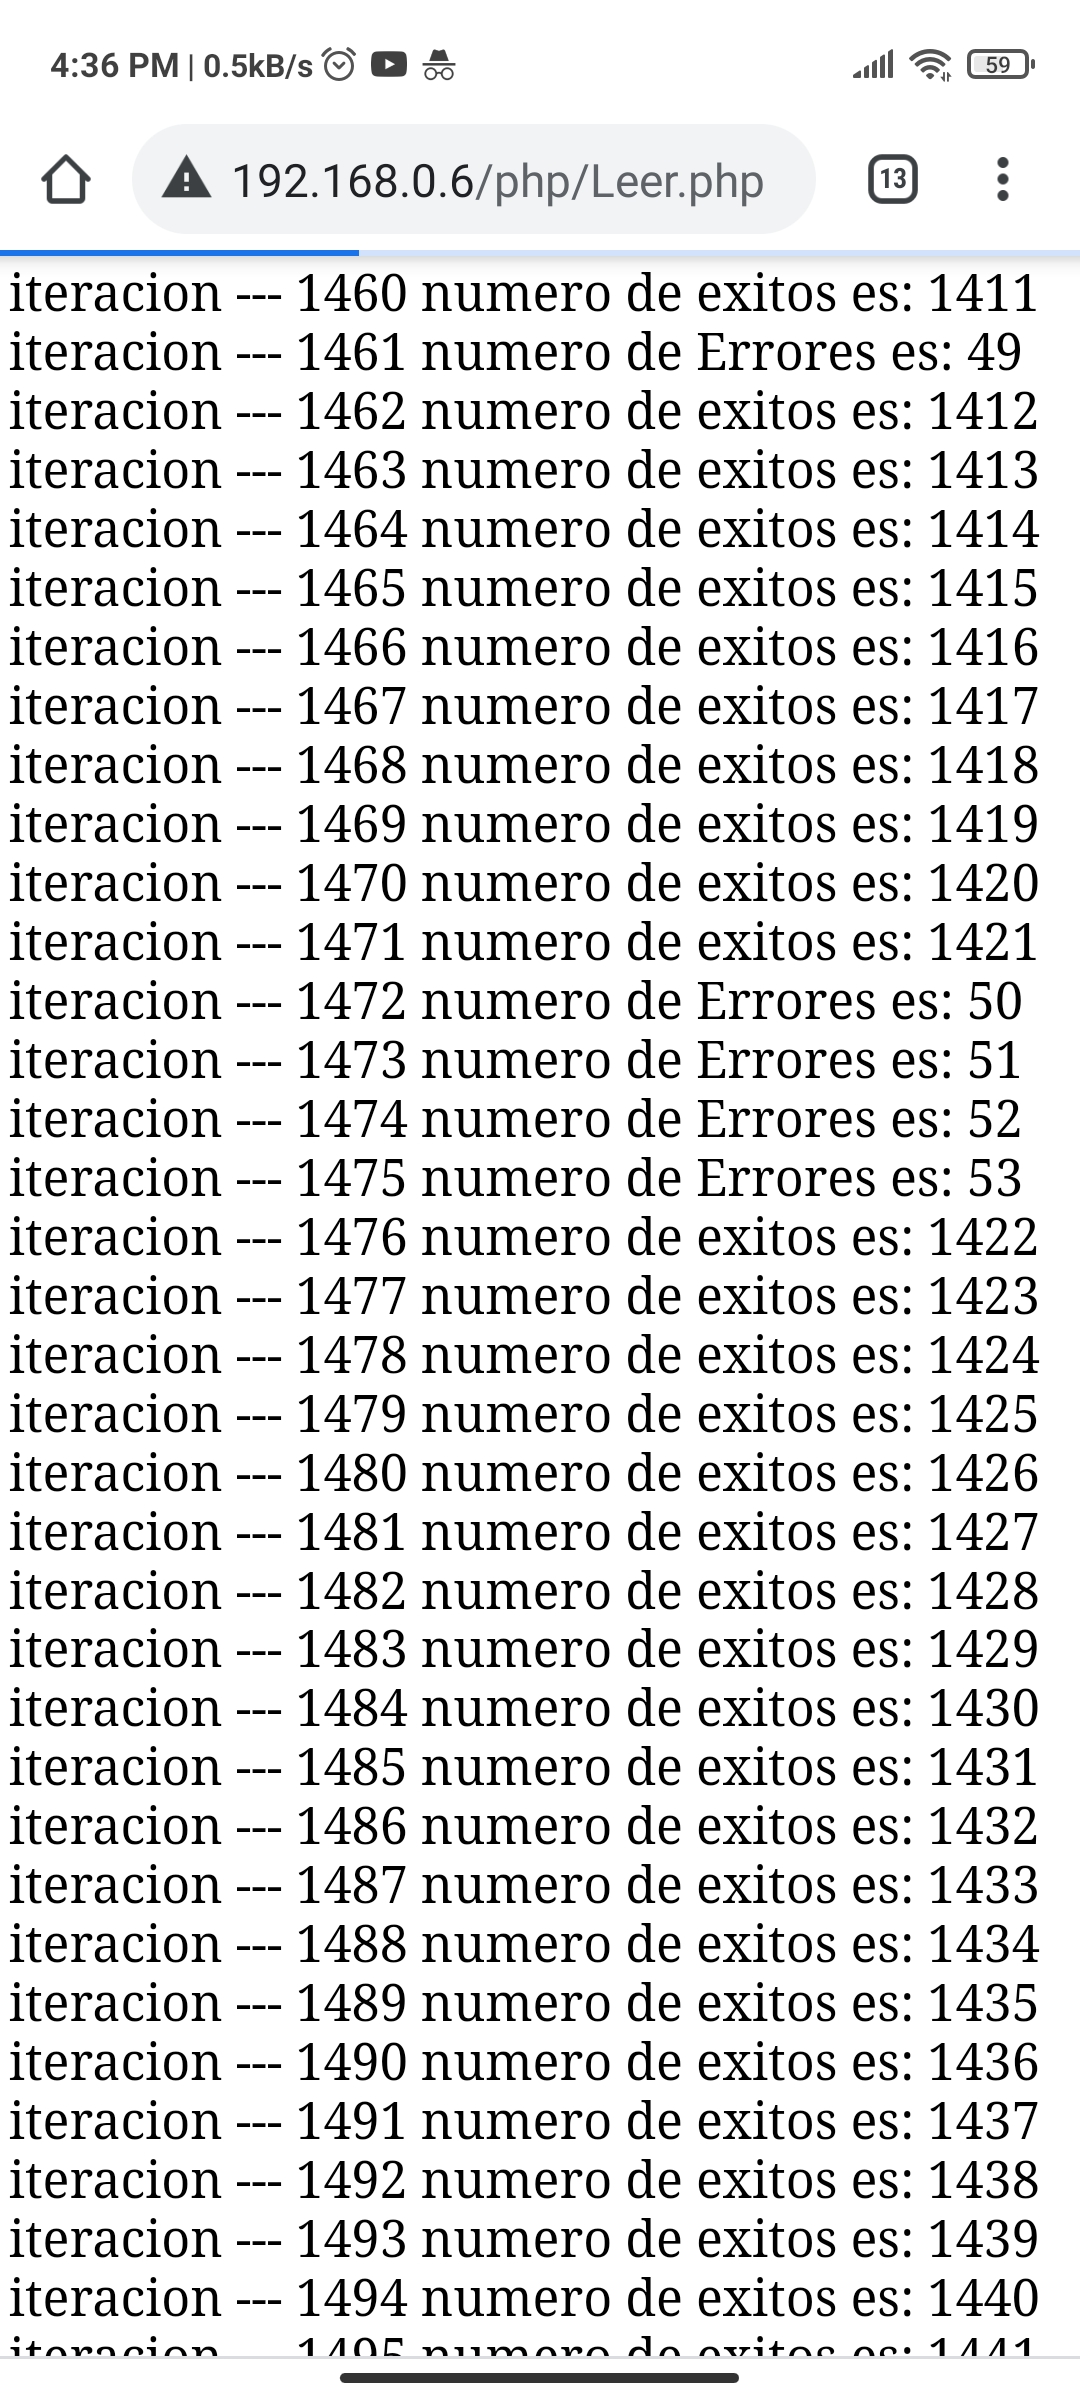 4:36 PM | 0.5kB/s 59
192.168.0.6/php/Leer.php 13
iteracion --- 1460 numero de exitos es: 1411
iteracion --- 1461 numero de Errores es: 49
iteracion --- 1462 numero de exitos es: 1412
iteracion --- 1463 numero de exitos es: 1413
iteracion --- 1464 numero de exitos es: 1414
iteracion --- 1465 numero de exitos es: 1415
iteracion --- 1466 numero de exitos es: 1416
iteracion --- 1467 numero de exitos es: 1417
iteracion --- 1468 numero de exitos es: 1418
iteracion --- 1469 numero de exitos es: 1419
iteracion --- 1470 numero de exitos es: 1420
iteracion --- 1471 numero de exitos es: 1421
iteracion --- 1472 numero de Errores es: 50
iteracion --- 1473 numero de Errores es: 51
iteracion --- 1474 numero de Errores es: 52
iteracion --- 1475 numero de Errores es: 53
iteracion --- 1476 numero de exitos es: 1422
iteracion --- 1477 numero de exitos es: 1423
iteracion --- 1478 numero de exitos es: 1424
iteracion --- 1479 numero de exitos es: 1425
iteracion --- 1480 numero de exitos es: 1426
iteracion --- 1481 numero de exitos es: 1427
iteracion --- 1482 numero de exitos es: 1428
iteracion --- 1483 numero de exitos es: 1429
iteracion --- 1484 numero de exitos es: 1430
iteracion --- 1485 numero de exitos es: 1431
iteracion --- 1486 numero de exitos es: 1432
iteracion --- 1487 numero de exitos es: 1433
iteracion --- 1488 numero de exitos es: 1434
iteracion --- 1489 numero de exitos es: 1435
iteracion --- 1490 numero de exitos es: 1436
iteracion --- 1491 numero de exitos es: 1437
iteracion --- 1492 numero de exitos es: 1438
iteracion --- 1493 numero de exitos es: 1439
iteracion --- 1494 numero de exitos es: 1440
iteracion --- 1495 numero de exitos es: 1441